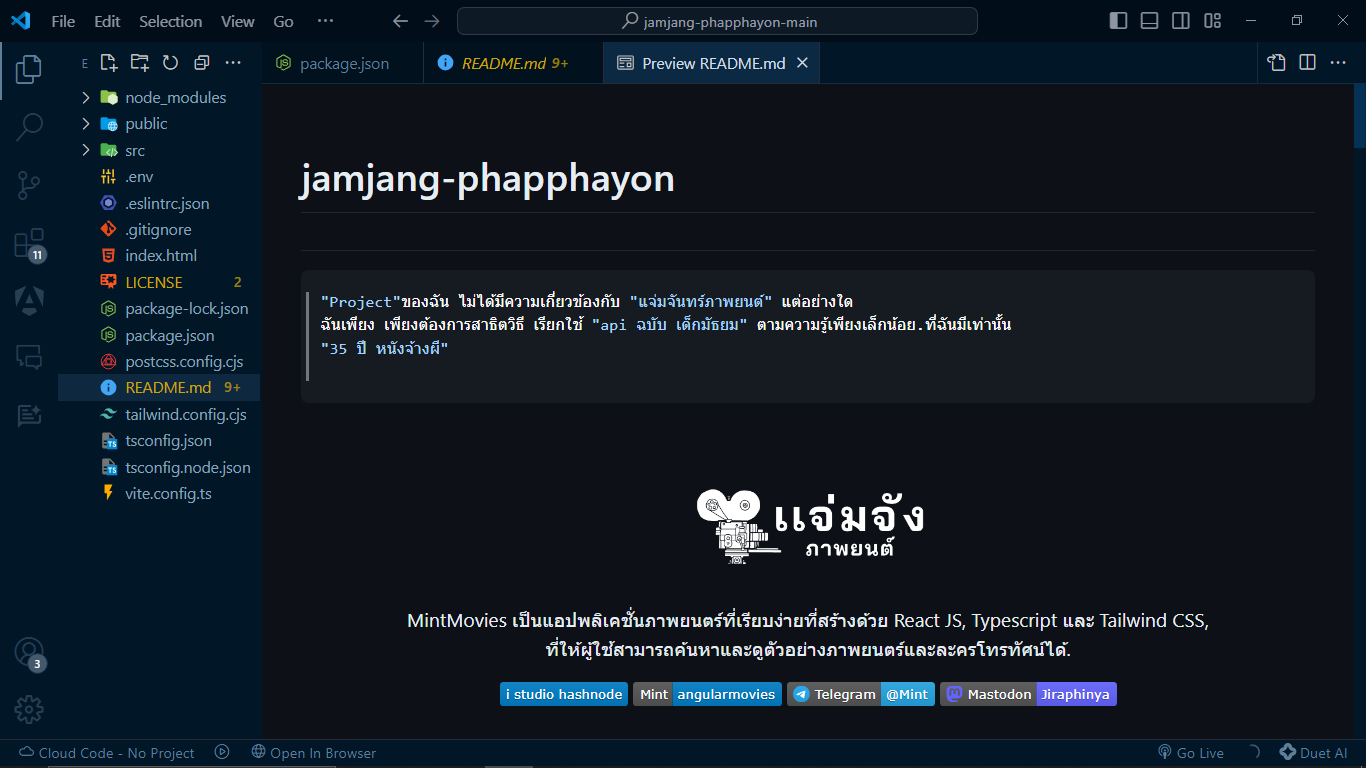 File Edit Selection View Go ··· jamjang-phapphayon-main
E package.json README.md 9+ Preview README.md
node_modules
public
src
.env
.eslintrc.json
.gitignore
index.html
LICENSE 2
package-lock.json
package.json
postcss.config.cjs
README.md 9+
tailwind.config.cjs
tsconfig.json
tsconfig.node.json
vite.config.ts
11
3
jamjang-phapphayon
"Project"ของฉัน ไม่ได้มีความเกี่ยวข้องกับ "แจ่มจันทร์ภาพยนต์" แต่อย่างใด
ฉันเพียง เพียงต้องการสาธิตวิธี เรียกใช้ "api ฉบับ เด็กมัธยม" ตามความรู้เพียงเล็กน้อย.ที่ฉันมีเท่านั้น
"35 ปี หนังจ้างผี"
แจ่มจัง
ภาพยนต์
MintMovies เป็นแอปพลิเคชั่นภาพยนตร์ที่เรียบง่ายที่สร้างด้วย React JS, Typescript และ Tailwind CSS,
ที่ให้ผู้ใช้สามารถค้นหาและดูตัวอย่างภาพยนตร์และละครโทรทัศน์ได้.
i studio hashnode Mint angularmovies Telegram @Mint Mastodon Jiraphinya
Cloud Code - No Project Open In Browser Go Live Duet AI